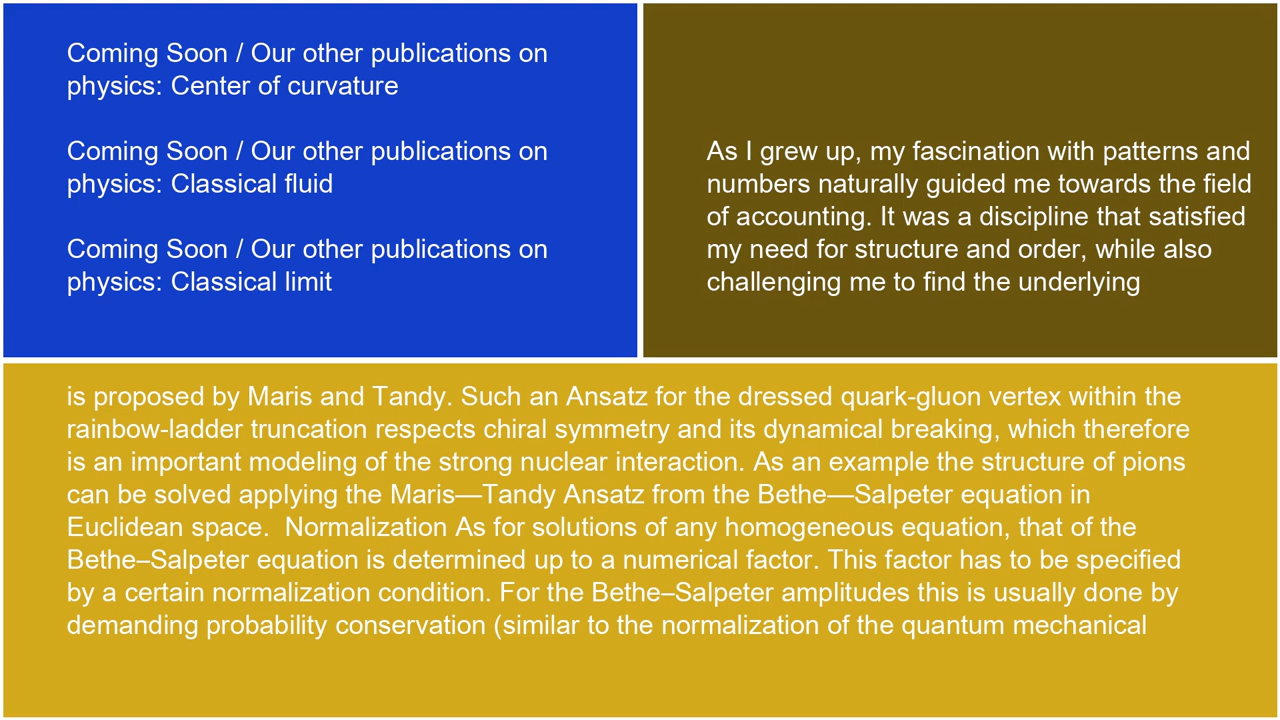 Coming Soon / Our other publications on
physics: Center of curvature
Coming Soon / Our other publications on
physics: Classical fluid
Coming Soon / Our other publications on
physics: Classical limit
As I grew up, my fascination with patterns and
numbers naturally guided me towards the field
of accounting. It was a discipline that satisfied
my need for structure and order, while also
challenging me to find the underlying
is proposed by Maris and Tandy. Such an Ansatz for the dressed quark-gluon vertex within the
rainbow-ladder truncation respects chiral symmetry and its dynamical breaking, which therefore
is an important modeling of the strong nuclear interaction. As an example the structure of pions
can be solved applying the Maris—Tandy Ansatz from the Bethe—Salpeter equation in
Euclidean space.  Normalization As for solutions of any homogeneous equation, that of the
Bethe–Salpeter equation is determined up to a numerical factor. This factor has to be specified
by a certain normalization condition. For the Bethe–Salpeter amplitudes this is usually done by
demanding probability conservation (similar to the normalization of the quantum mechanical